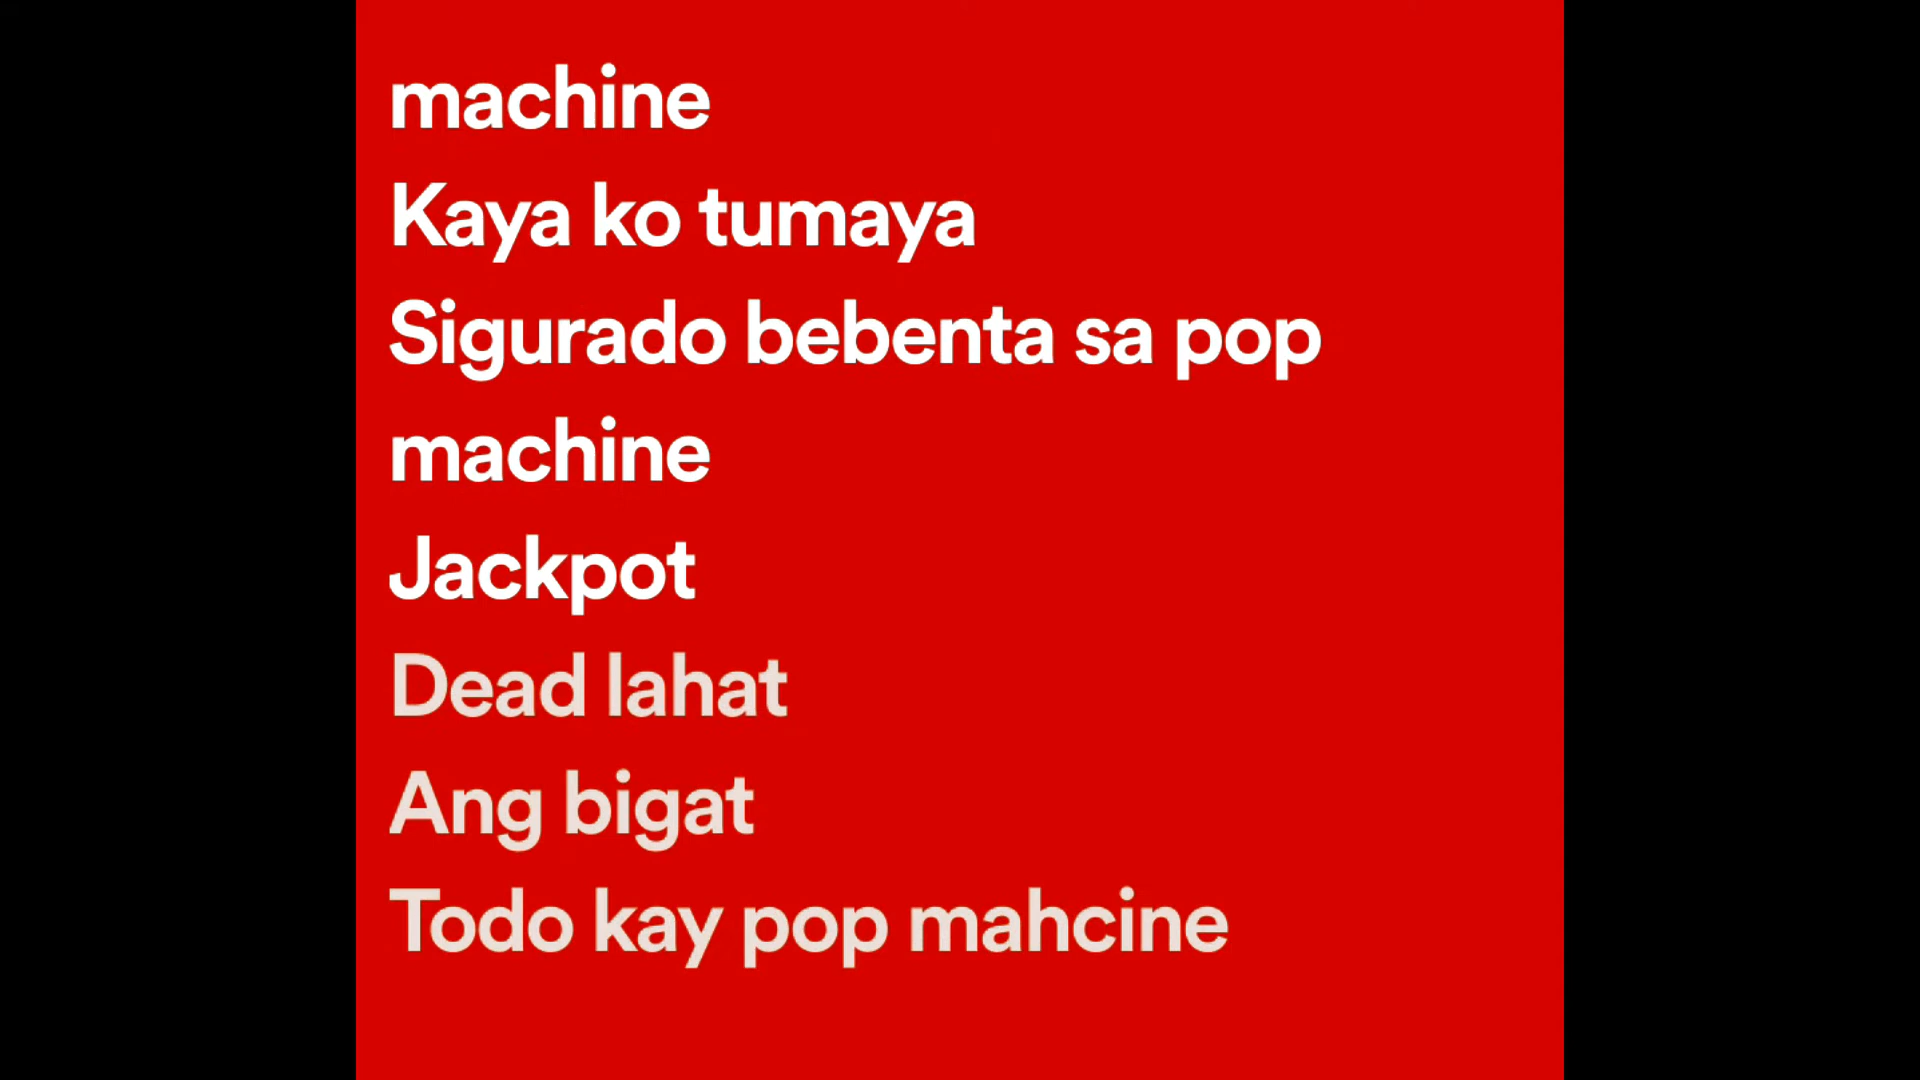 machine
Kaya ko tumaya
Sigurado bebenta sa pop
machine
Jackpot
Dead lahat
Ang bigat
Todo kay pop mahcine